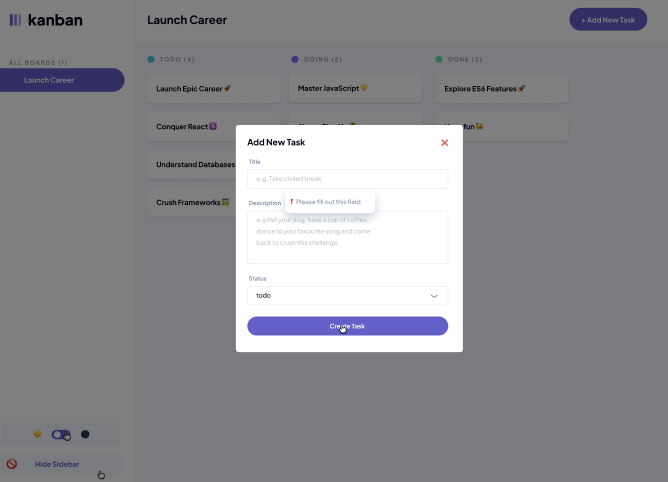 kanban
Launch Career
+ Add New Task
ALL BOARDS (1)
Launch Career
TODO (4)
DOING (2)
DONE (2)
Launch Epic Career 🚀
Master JavaScript 💛
Explore ES6 Features 🚀
Conquer React ⚛️
fun
Understand Databases
Crush Frameworks
Add New Task
Title
e.g. Take chilled break
Description
! Please fill out this field.
e.g Pet your dog, have a cup of coffee,
dance to your favourite song and come
back to crush this challenge.
Status
todo
Create Task
Hide Sidebar